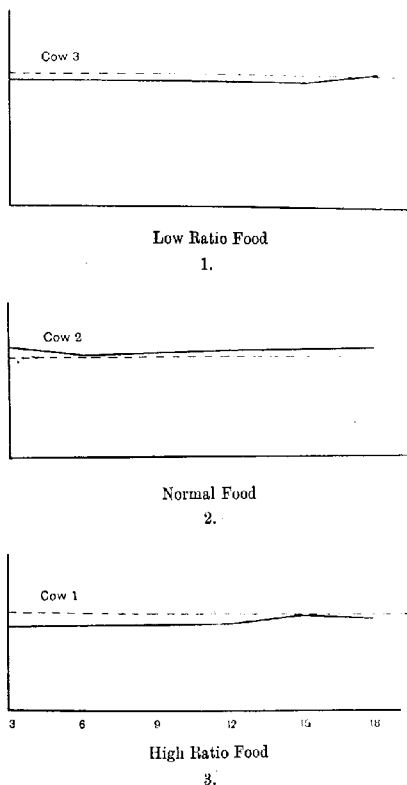 Cow 3
Low Ratio Food
1.
Cow 2
Normal Food
2.
Cow 1
3 6 9 12 15 18
High Ratio Food
3.